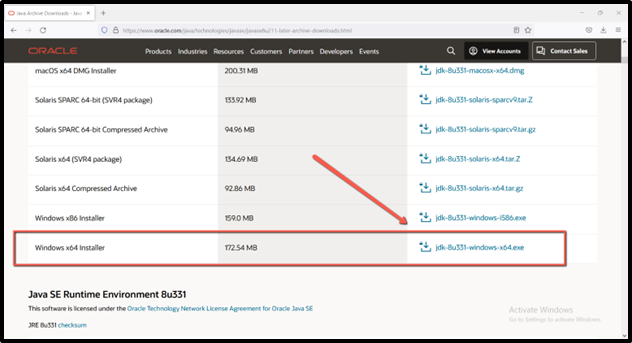 Java Archive Downloads - Jav
https://www.oracle.com/java/technologies/javase/javase8u211-later-archive-downloads.html
ORACLE Products Industries Resources Customers Partners Developers Events View Accounts Contact Sales
macOS x64 DMG Installer 200.31 MB jdk-8u331-macosx-x64.dmg
Solaris SPARC 64-bit (SVR4 package) 133.92 MB jdk-8u331-solaris-sparcv9.tar.Z
Solaris SPARC 64-bit Compressed Archive 94.96 MB jdk-8u331-solaris-sparcv9.tar.gz
Solaris x64 (SVR4 package) 134.69 MB jdk-8u331-solaris-x64.tar.Z
Solaris x64 Compressed Archive 92.86 MB jdk-8u331-solaris-x64.tar.gz
Windows x86 Installer 159.0 MB jdk-8u331-windows-i586.exe
Windows x64 Installer 172.54 MB jdk-8u331-windows-x64.exe
Java SE Runtime Environment 8u331
This software is licensed under the Oracle Technology Network License Agreement for Oracle Java SE
JRE 8u331 checksum
Activate Windows
Go to Settings to activate Windows.